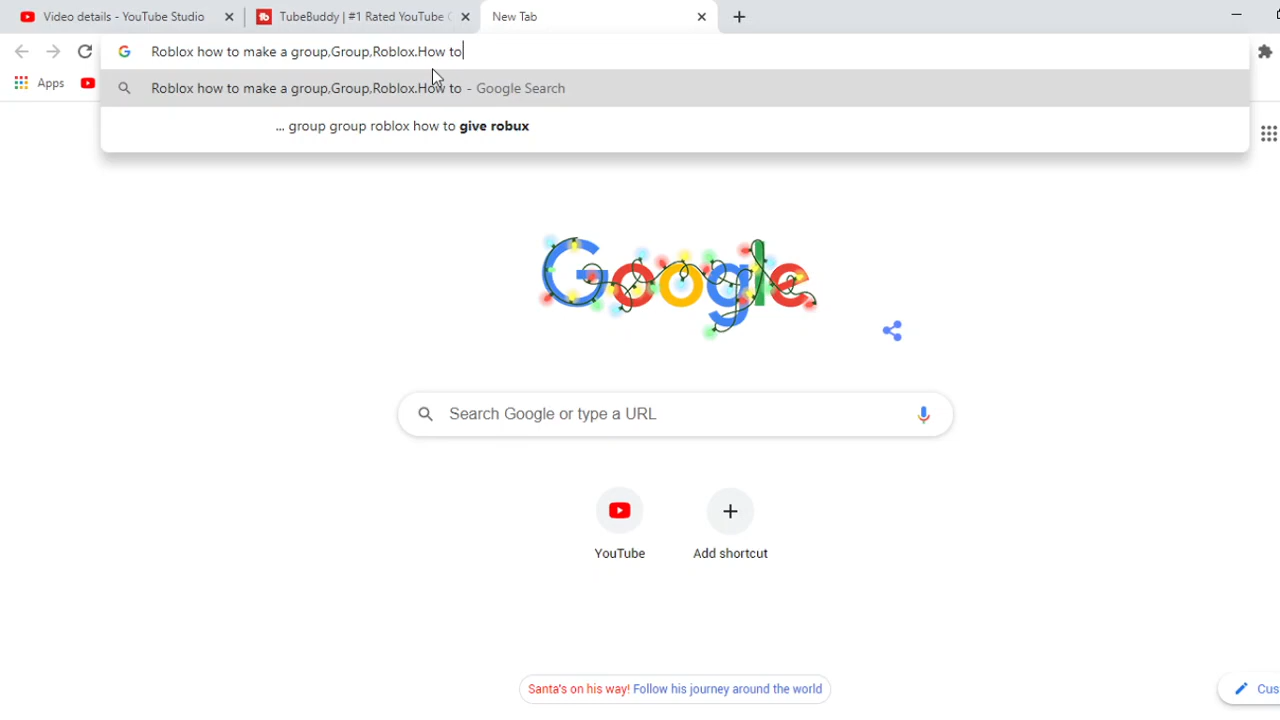 Video details - YouTube Studio
TubeBuddy | #1 Rated YouTube
New Tab
Roblox how to make a group,Group,Roblox.How to
Apps
Roblox how to make a group,Group,Roblox.How to - Google Search
... group group roblox how to give robux
Google
Search Google or type a URL
YouTube
Add shortcut
Santa's on his way! Follow his journey around the world
Cus